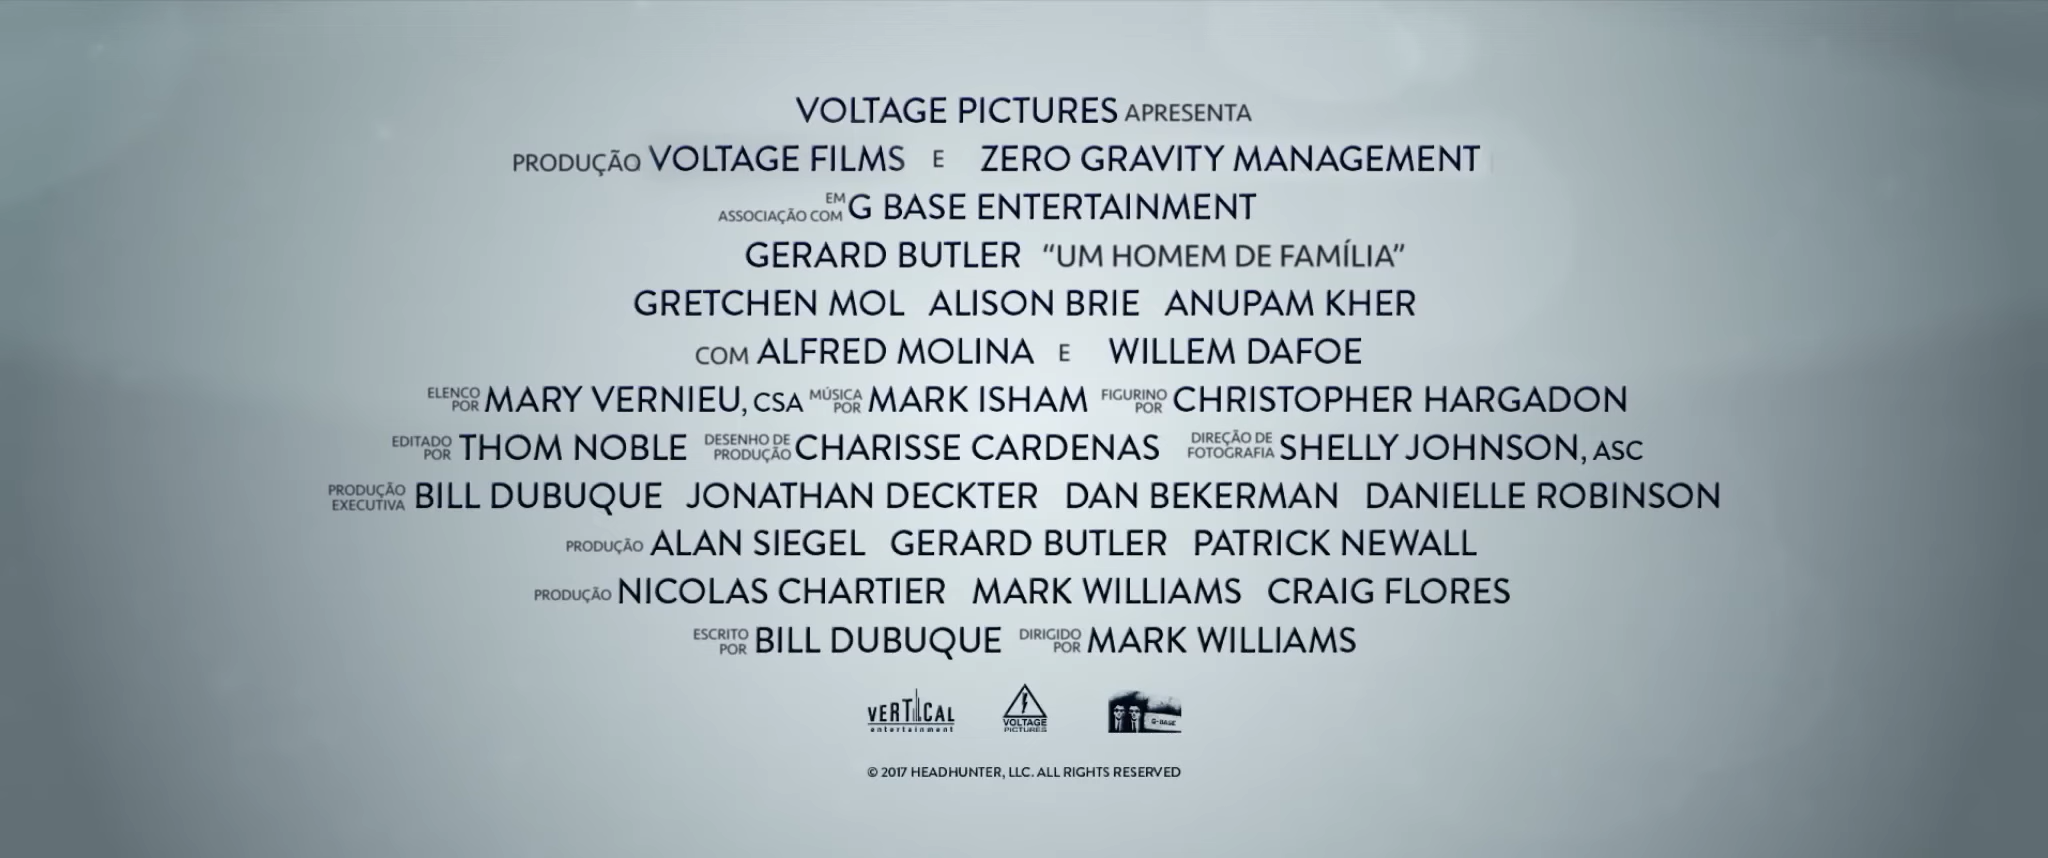 VOLTAGE PICTURES APRESENTA
PRODUÇÃO VOLTAGE FILMS E ZERO GRAVITY MANAGEMENT
EM ASSOCIAÇÃO COM G BASE ENTERTAINMENT
GERARD BUTLER “UM HOMEM DE FAMÍLIA”
GRETCHEN MOL ALISON BRIE ANUPAM KHER
COM ALFRED MOLINA E WILLEM DAFOE
ELENCO POR MARY VERNIEU, CSA MÚSICA POR MARK ISHAM FIGURINO POR CHRISTOPHER HARGADON
EDITADO POR THOM NOBLE DESENHO DE PRODUÇÃO CHARISSE CARDENAS DIREÇÃO DE FOTOGRAFIA SHELLY JOHNSON, ASC
PRODUÇÃO EXECUTIVA BILL DUBUQUE JONATHAN DECKTER DAN BEKERMAN DANIELLE ROBINSON
PRODUÇÃO ALAN SIEGEL GERARD BUTLER PATRICK NEWALL
PRODUÇÃO NICOLAS CHARTIER MARK WILLIAMS CRAIG FLORES
ESCRITO POR BILL DUBUQUE DIRIGIDO POR MARK WILLIAMS
VERTICAL entertainment VOLTAGE PICTURES G-BASE
© 2017 HEADHUNTER, LLC. ALL RIGHTS RESERVED